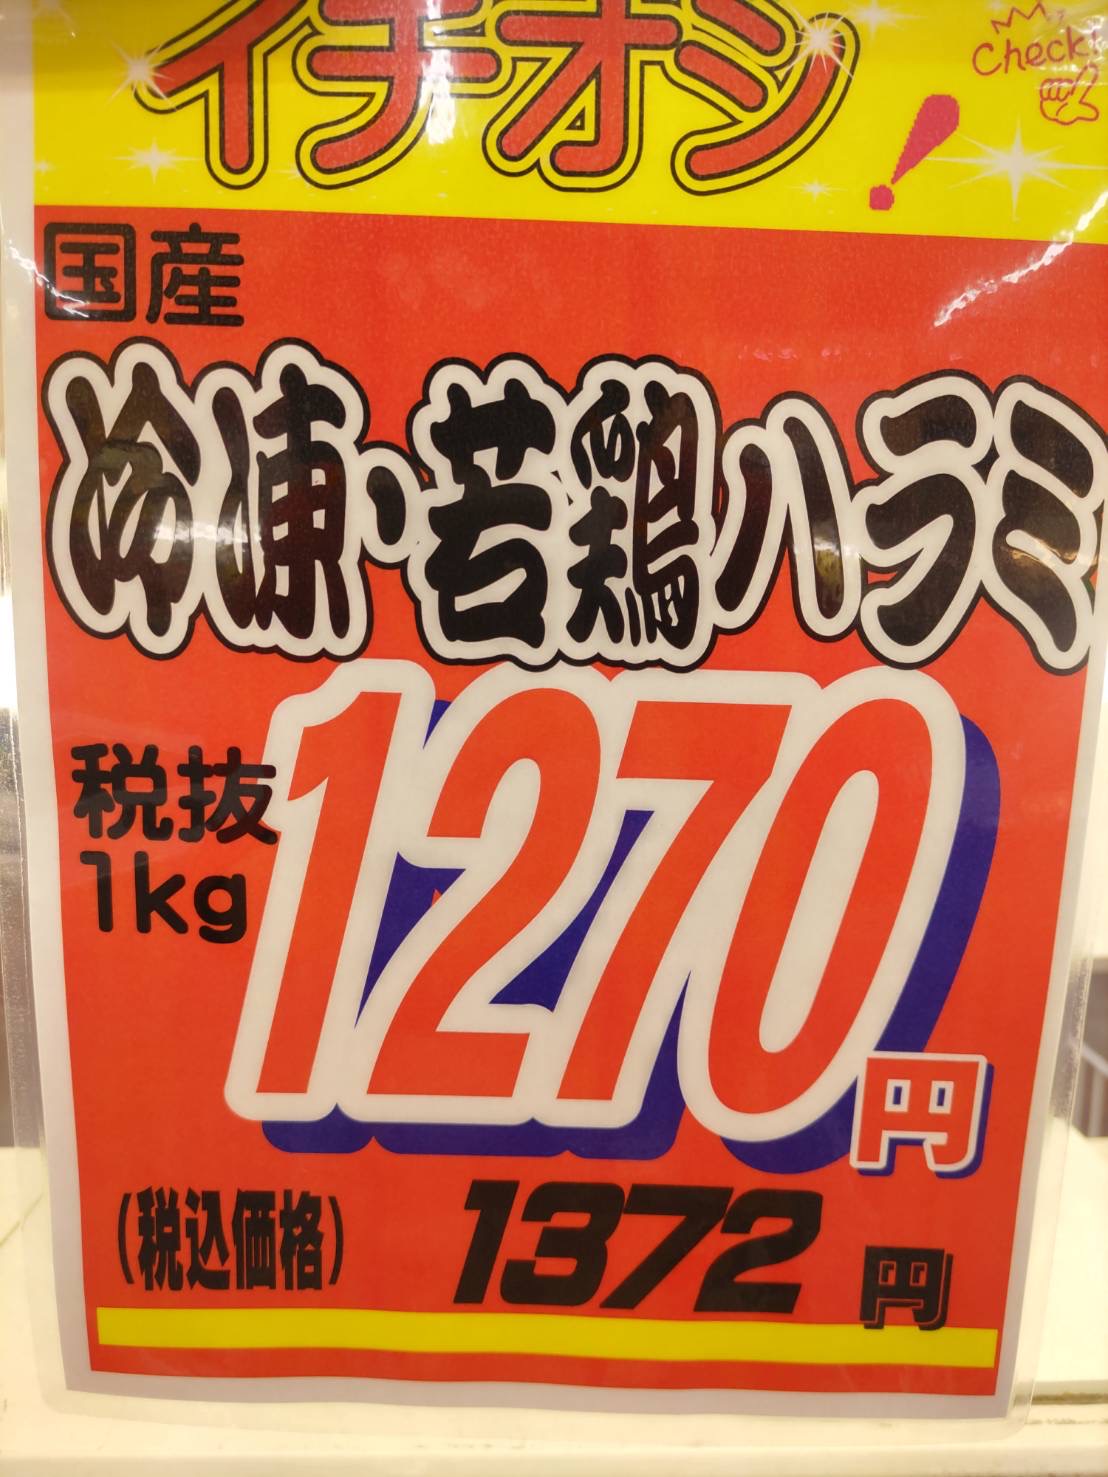 イチオシ!
Check!
国産
冷凍・若鶏ハラミ
税抜
1kg
1270円
(税込価格) 1372円